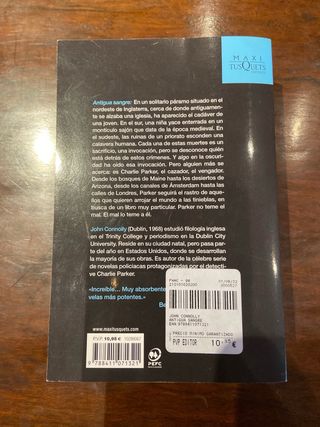 MAXI
TUSQUETS
Antigua sangre: En un solitario páramo situado en el
nordeste de Inglaterra, cerca de donde antiguamen-
te se alzaba una iglesia, ha aparecido el cadáver de
una joven. En el sur, una niña yace enterrada en un
montículo sajón que data de la época medieval. En
el sudeste, las ruinas de un priorato esconden una
calavera humana. Cada una de estas muertes es un
sacrificio, una invocación, pero se desconoce quién
está detrás de estos crímenes. Y algo en la oscuri-
dad ha oído esa invocación. Pero alguien más se
acerca: es Charlie Parker, el cazador, el vengador.
Desde los bosques de Maine hasta los desiertos de
Arizona, desde los canales de Ámsterdam hasta las
calles de Londres, Parker seguirá el rastro de aque-
llos que quieren arrojar el mundo a las tinieblas, en
busca de un libro muy particular. Parker no teme el
mal. El mal lo teme a él.
John Connolly (Dublín, 1968) estudió filología inglesa
en el Trinity College y periodismo en la Dublin City
University. Reside en su ciudad natal, pero pasa par-
te del año en Estados Unidos, donde se desarrollan
la mayoría de sus obras. Es autor de la célebre serie
de novelas policiacas protagonizadas por el detecti-
ve Charlie Parker.
«Increíble... Muy absorbente
velas más potentes.»
www.maxitusquets.com
P.V.P. 10,95 €
9 788411 071321
PEFC
JOHN CONNOLLY
ANTIGUA SANGRE
EAN 9788411071321
PRECIO MINIMO GARANTIZADO
PVP EDITOR